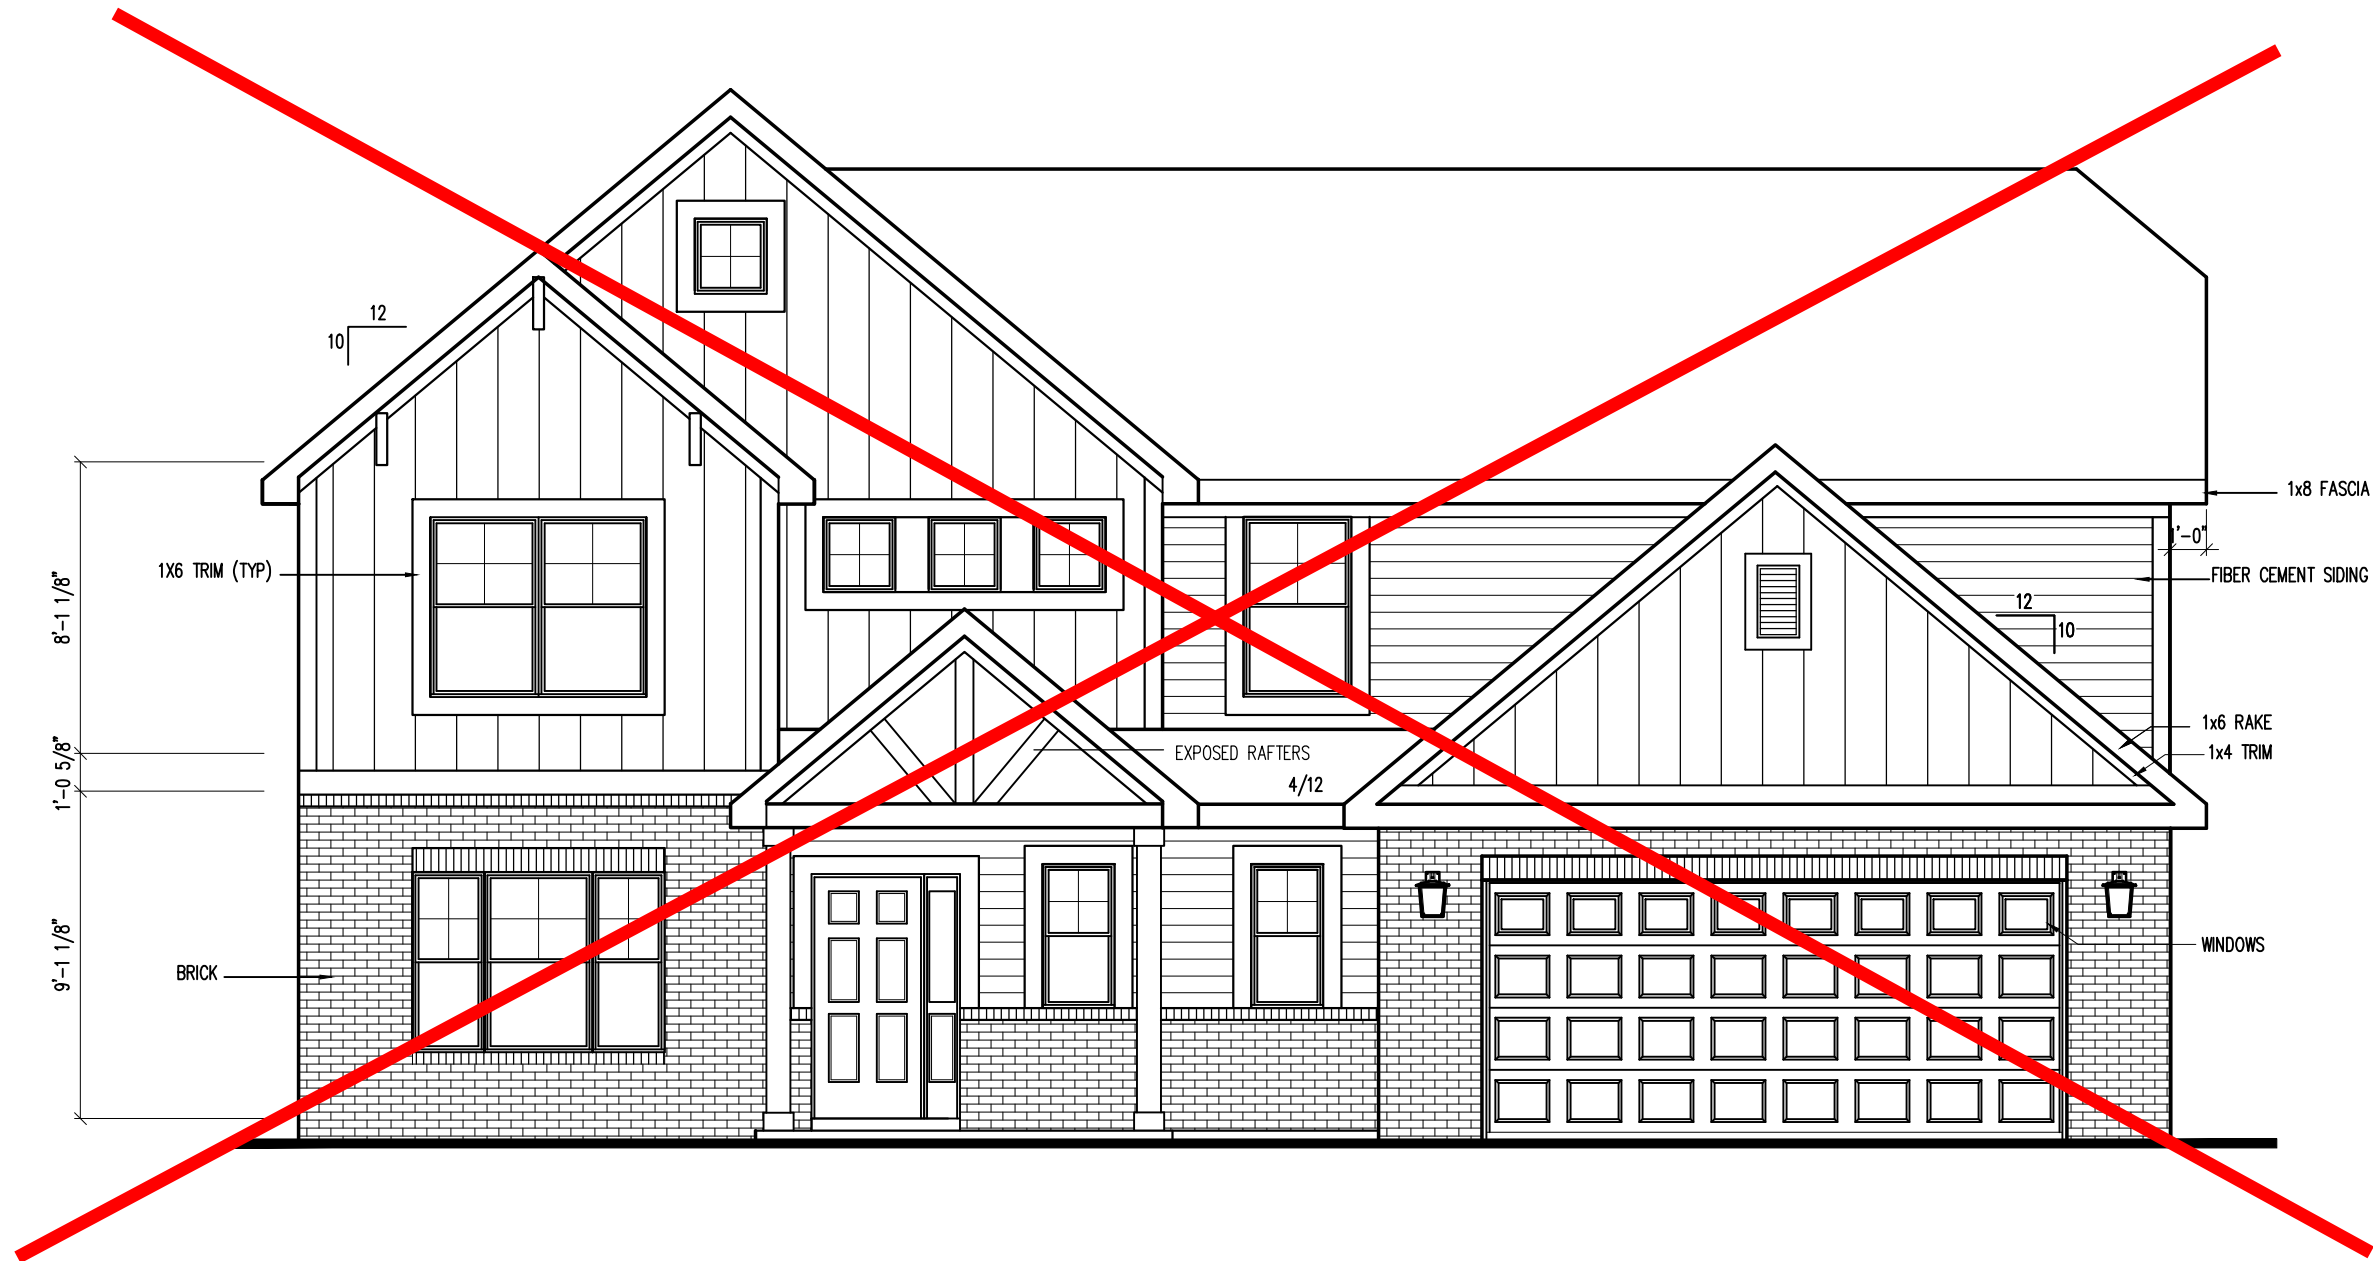 12
10
1x8 FASCIA
1'-0"
1X6 TRIM (TYP)
FIBER CEMENT SIDING
12
10
8'-1 1/8"
1x6 RAKE
EXPOSED RAFTERS
1x4 TRIM
4/12
1'-0 5/8"
WINDOWS
BRICK
9'-1 1/8"